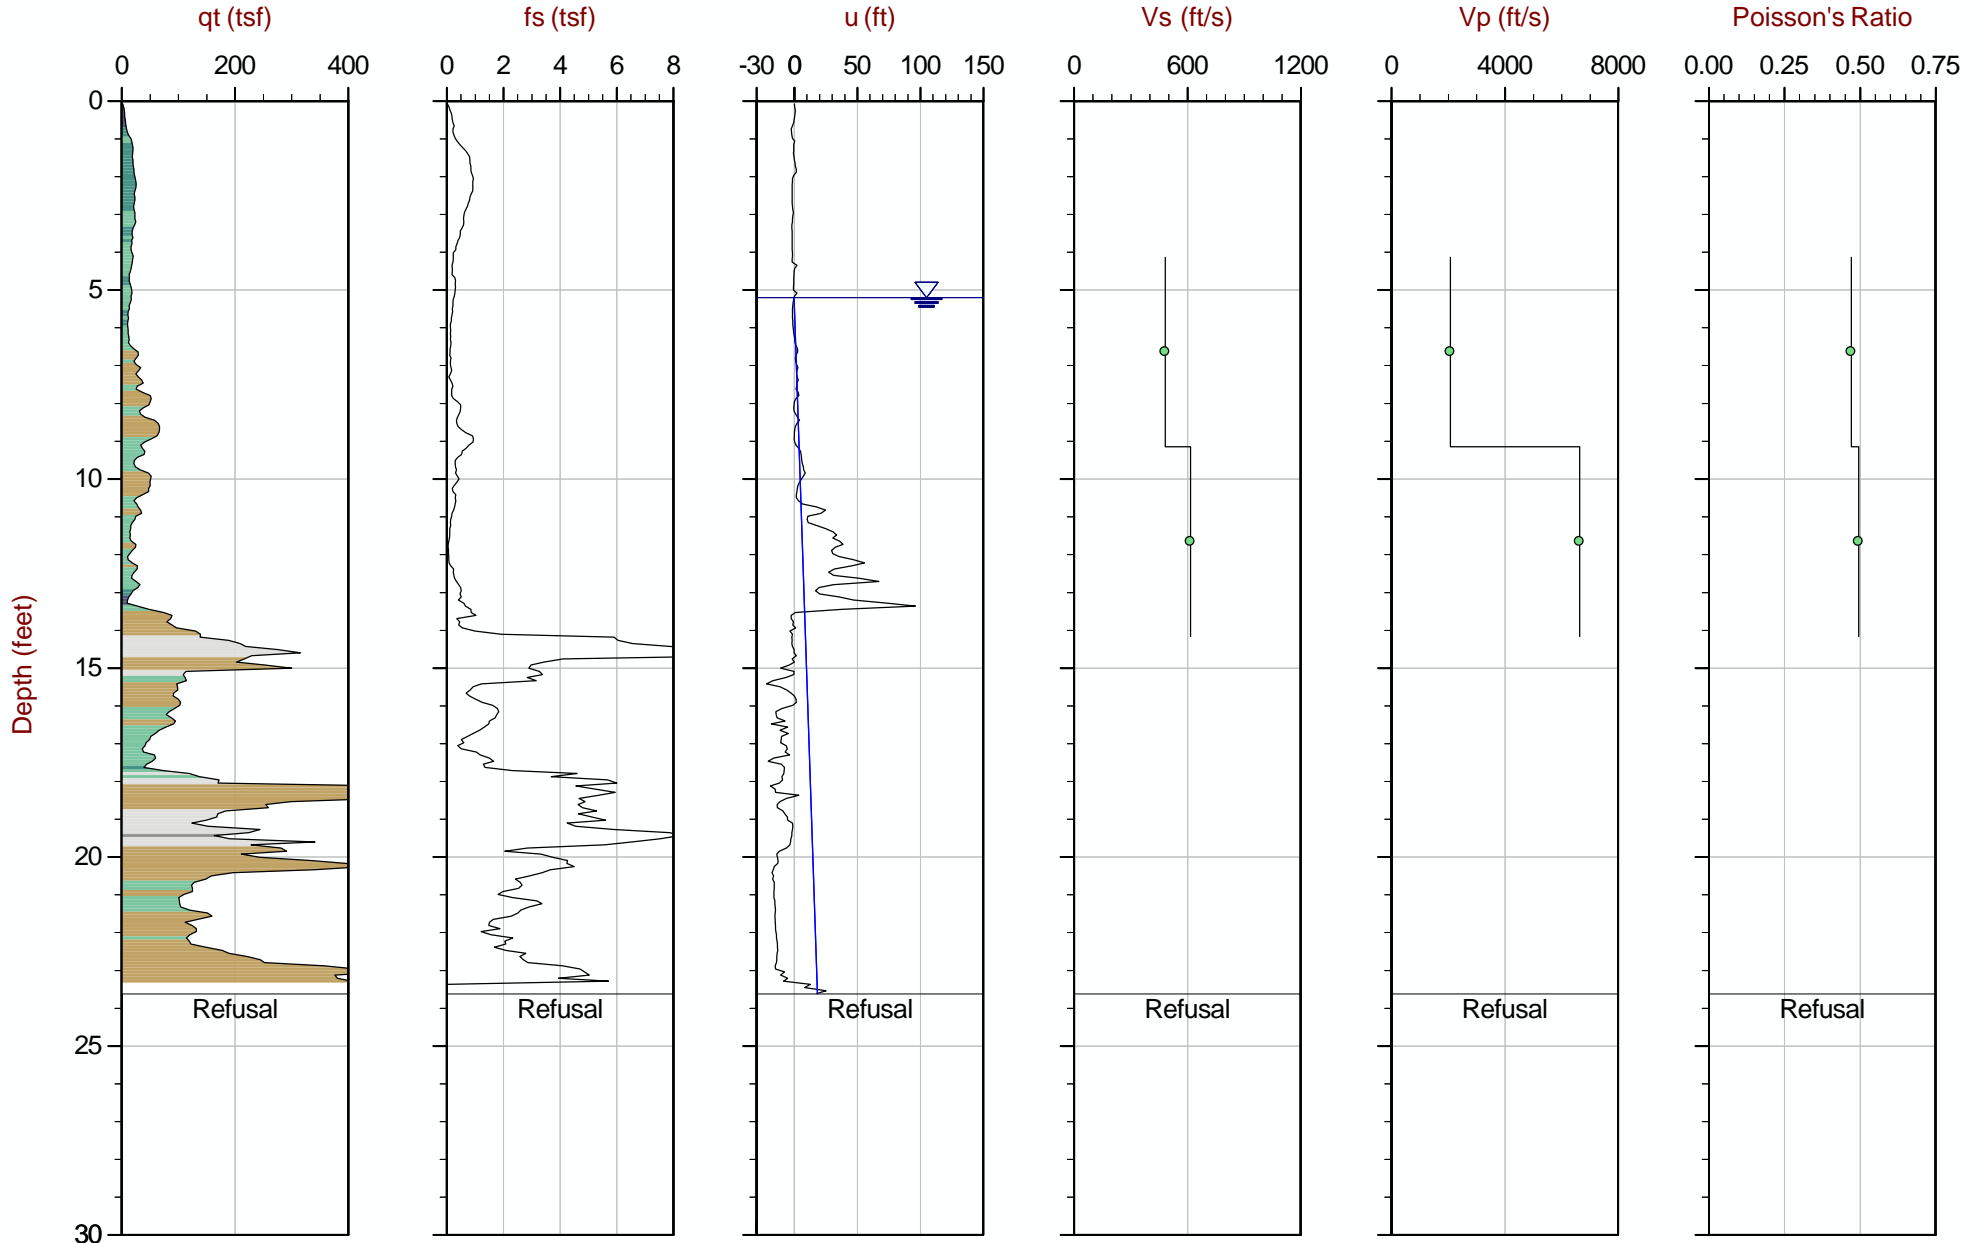 qt (tsf) fs (tsf) u (ft) Vs (ft/s) Vp (ft/s) Poisson's Ratio
0 200 400 0 2 4 6 8 -30 0 50 100 150 0 600 1200 0 4000 8000 0.00 0.25 0.50 0.75
0
5
10
15
20
25
30
Depth (feet)
Refusal Refusal Refusal Refusal Refusal Refusal